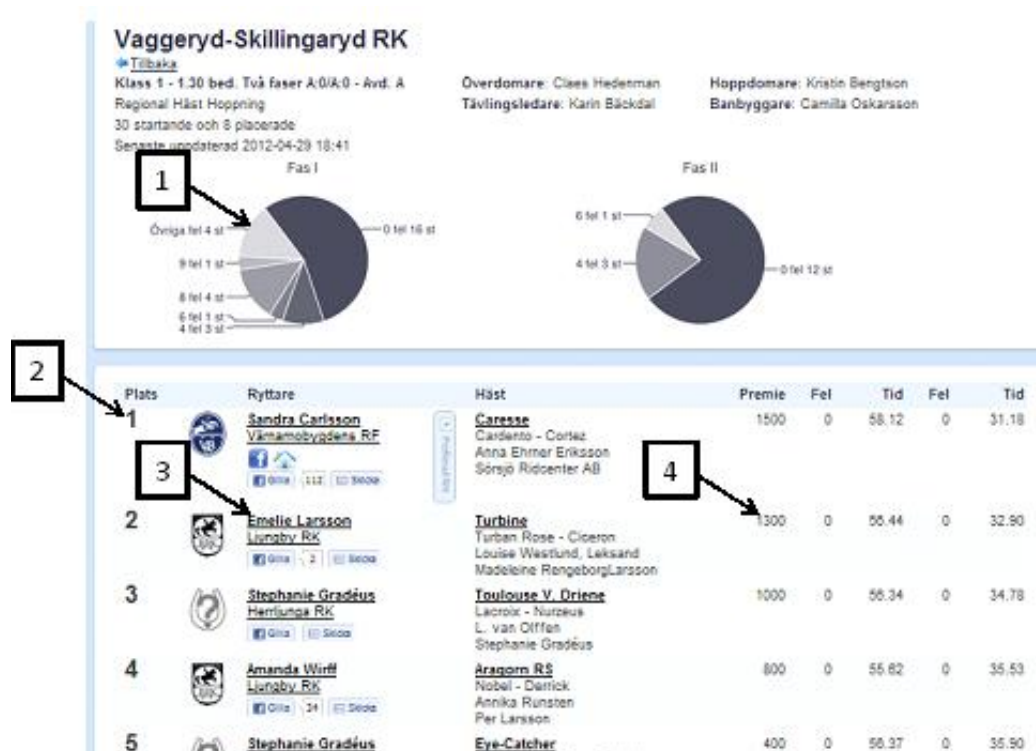 Vaggeryd-Skillingaryd RK
Tillbaka
Klass 1 - 1.30 bed. Två faser A:0/A:0 - Avd. A
Överdomare: Claes Hedenman
Hoppdomare: Kristin Bengtson
Regional Häst Hoppning
Tävlingsledare: Karin Bäckdal
Banbyggare: Camilla Oskarsson
30 startande och 8 placerade
Senaste uppdaterad 2012-04-29 18:41
Fas I
Fas II
1
Övriga fel 4 st
0 fel 16 st
9 fel 1 st
8 fel 4 st
6 fel 1 st
4 fel 3 st
6 fel 1 st
4 fel 3 st
0 fel 12 st
2
Plats Ryttare Häst Premie Fel Tid Fel Tid
1 Sandra Carlsson Caresse 1500 0 58.12 0 31.18
Värnamobygdens RF Cardento - Cortez
Anna Ehrner Eriksson
Sörsjö Ridcenter AB
Gilla 112 Skicka
3
4
2 Emelie Larsson Turbine 1300 0 56.44 0 32.90
Ljungby RK Turban Rose - Ciceron
Louise Westlund, Leksand
Gilla 2 Skicka
Madeleine RengeborgLarsson
3 Stephanie Gradéus Toulouse V. Oriene 1000 0 56.34 0 34.78
Herrljunga RK Lacroix - Nurzeus
L. van Olffen
Gilla Skicka
Stephanie Gradéus
4 Amanda Wirff Aragorn RS 800 0 55.62 0 35.53
Ljungby RK Nobel - Derrick
Annika Runsten
Gilla 34 Skicka
Per Larsson
5 Stephanie Gradéus Eye-Catcher 400 0 56.37 0 35.90